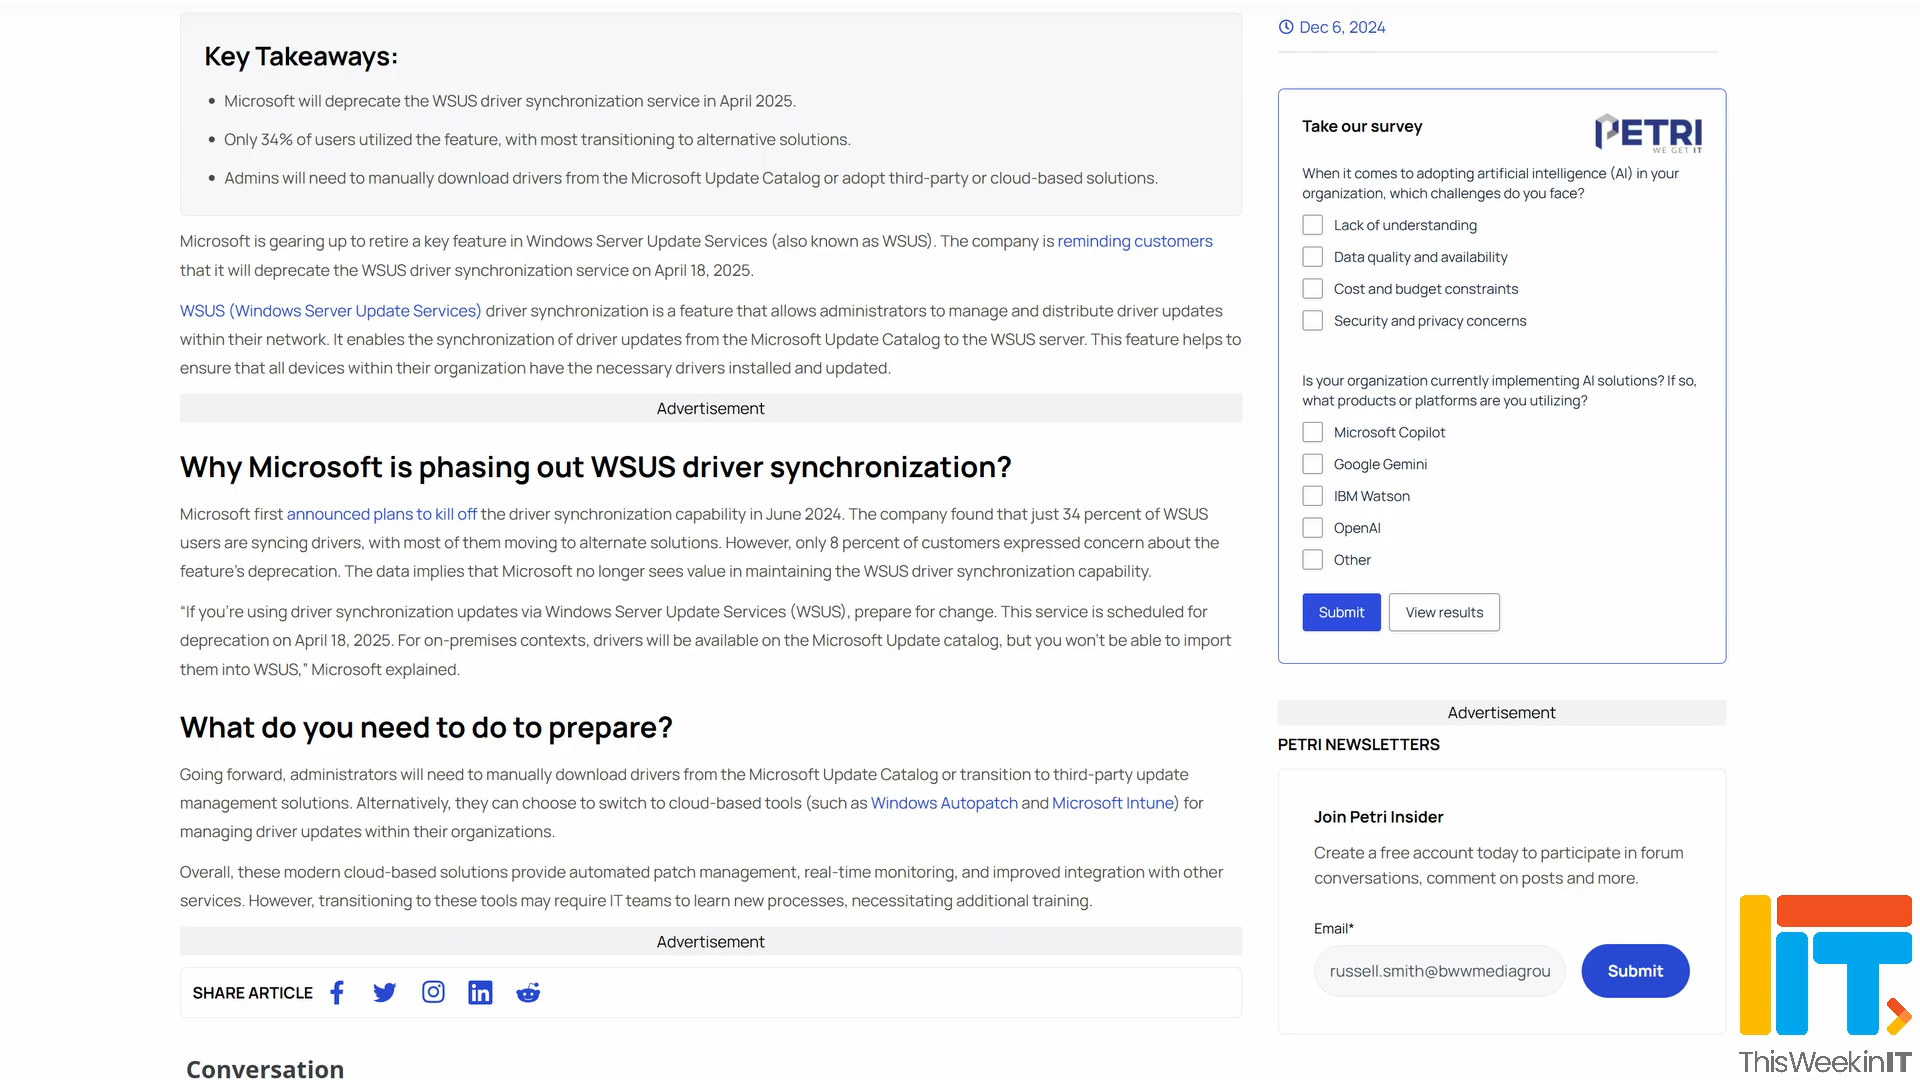 Key Takeaways:
Microsoft will deprecate the WSUS driver synchronization service in April 2025.
Only 34% of users utilized the feature, with most transitioning to alternative solutions.
Admins will need to manually download drivers from the Microsoft Update Catalog or adopt third-party or cloud-based solutions.
Microsoft is gearing up to retire a key feature in Windows Server Update Services (also known as WSUS). The company is reminding customers
that it will deprecate the WSUS driver synchronization service on April 18, 2025.
WSUS (Windows Server Update Services) driver synchronization is a feature that allows administrators to manage and distribute driver updates
within their network. It enables the synchronization of driver updates from the Microsoft Update Catalog to the WSUS server. This feature helps to
ensure that all devices within their organization have the necessary drivers installed and updated.
Advertisement
Why Microsoft is phasing out WSUS driver synchronization?
Microsoft first announced plans to kill off the driver synchronization capability in June 2024. The company found that just 34 percent of WSUS
users are syncing drivers, with most of them moving to alternate solutions. However, only 8 percent of customers expressed concern about the
feature's deprecation. The data implies that Microsoft no longer sees value in maintaining the WSUS driver synchronization capability.
“If you're using driver synchronization updates via Windows Server Update Services (WSUS), prepare for change. This service is scheduled for
deprecation on April 18, 2025. For on-premises contexts, drivers will be available on the Microsoft Update catalog, but you won't be able to import
them into WSUS,” Microsoft explained.
What do you need to do to prepare?
Going forward, administrators will need to manually download drivers from the Microsoft Update Catalog or transition to third-party update
management solutions. Alternatively, they can choose to switch to cloud-based tools (such as Windows Autopatch and Microsoft Intune) for
managing driver updates within their organizations.
Overall, these modern cloud-based solutions provide automated patch management, real-time monitoring, and improved integration with other
services. However, transitioning to these tools may require IT teams to learn new processes, necessitating additional training.
Advertisement
SHARE ARTICLE
Conversation
Dec 6, 2024
Take our survey
PETRI
WE GET IT
When it comes to adopting artificial intelligence (AI) in your
organization, which challenges do you face?
Lack of understanding
Data quality and availability
Cost and budget constraints
Security and privacy concerns
Is your organization currently implementing AI solutions? If so,
what products or platforms are you utilizing?
Microsoft Copilot
Google Gemini
IBM Watson
OpenAI
Other
Submit View results
Advertisement
PETRI NEWSLETTERS
Join Petri Insider
Create a free account today to participate in forum
conversations, comment on posts and more.
Email*
russell.smith@bwwmediagrou
Submit
IT
ThisWeekinIT